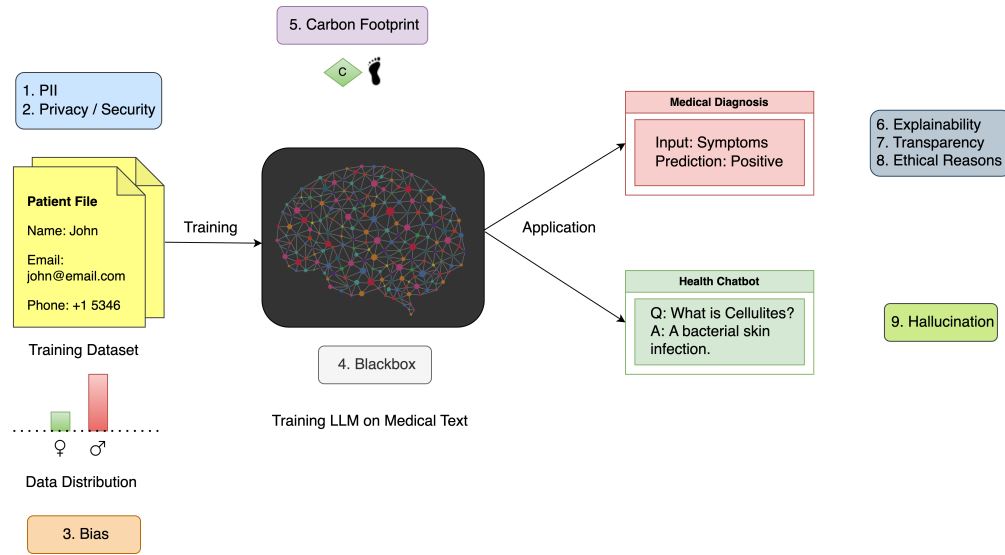 5. Carbon Footprint
C
1. PII
2. Privacy / Security
Patient File
Name: John
Email:
john@email.com
Phone: +1 5346
Training Dataset
Training
4. Blackbox
Training LLM on Medical Text
Application
Medical Diagnosis
Input: Symptoms
Prediction: Positive
6. Explainability
7. Transparency
8. Ethical Reasons
Health Chatbot
Q: What is Cellulites?
A: A bacterial skin
infection.
9. Hallucination
♀ ♂
Data Distribution
3. Bias